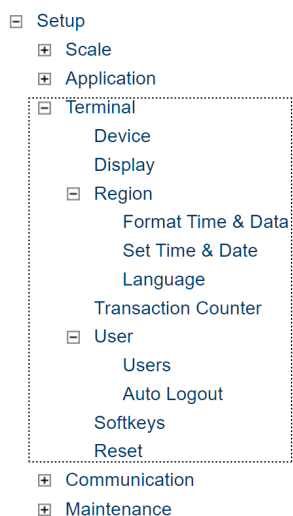 Setup
Scale
Application
Terminal
Device
Display
Region
Format Time & Data
Set Time & Date
Language
Transaction Counter
User
Users
Auto Logout
Softkeys
Reset
Communication
Maintenance